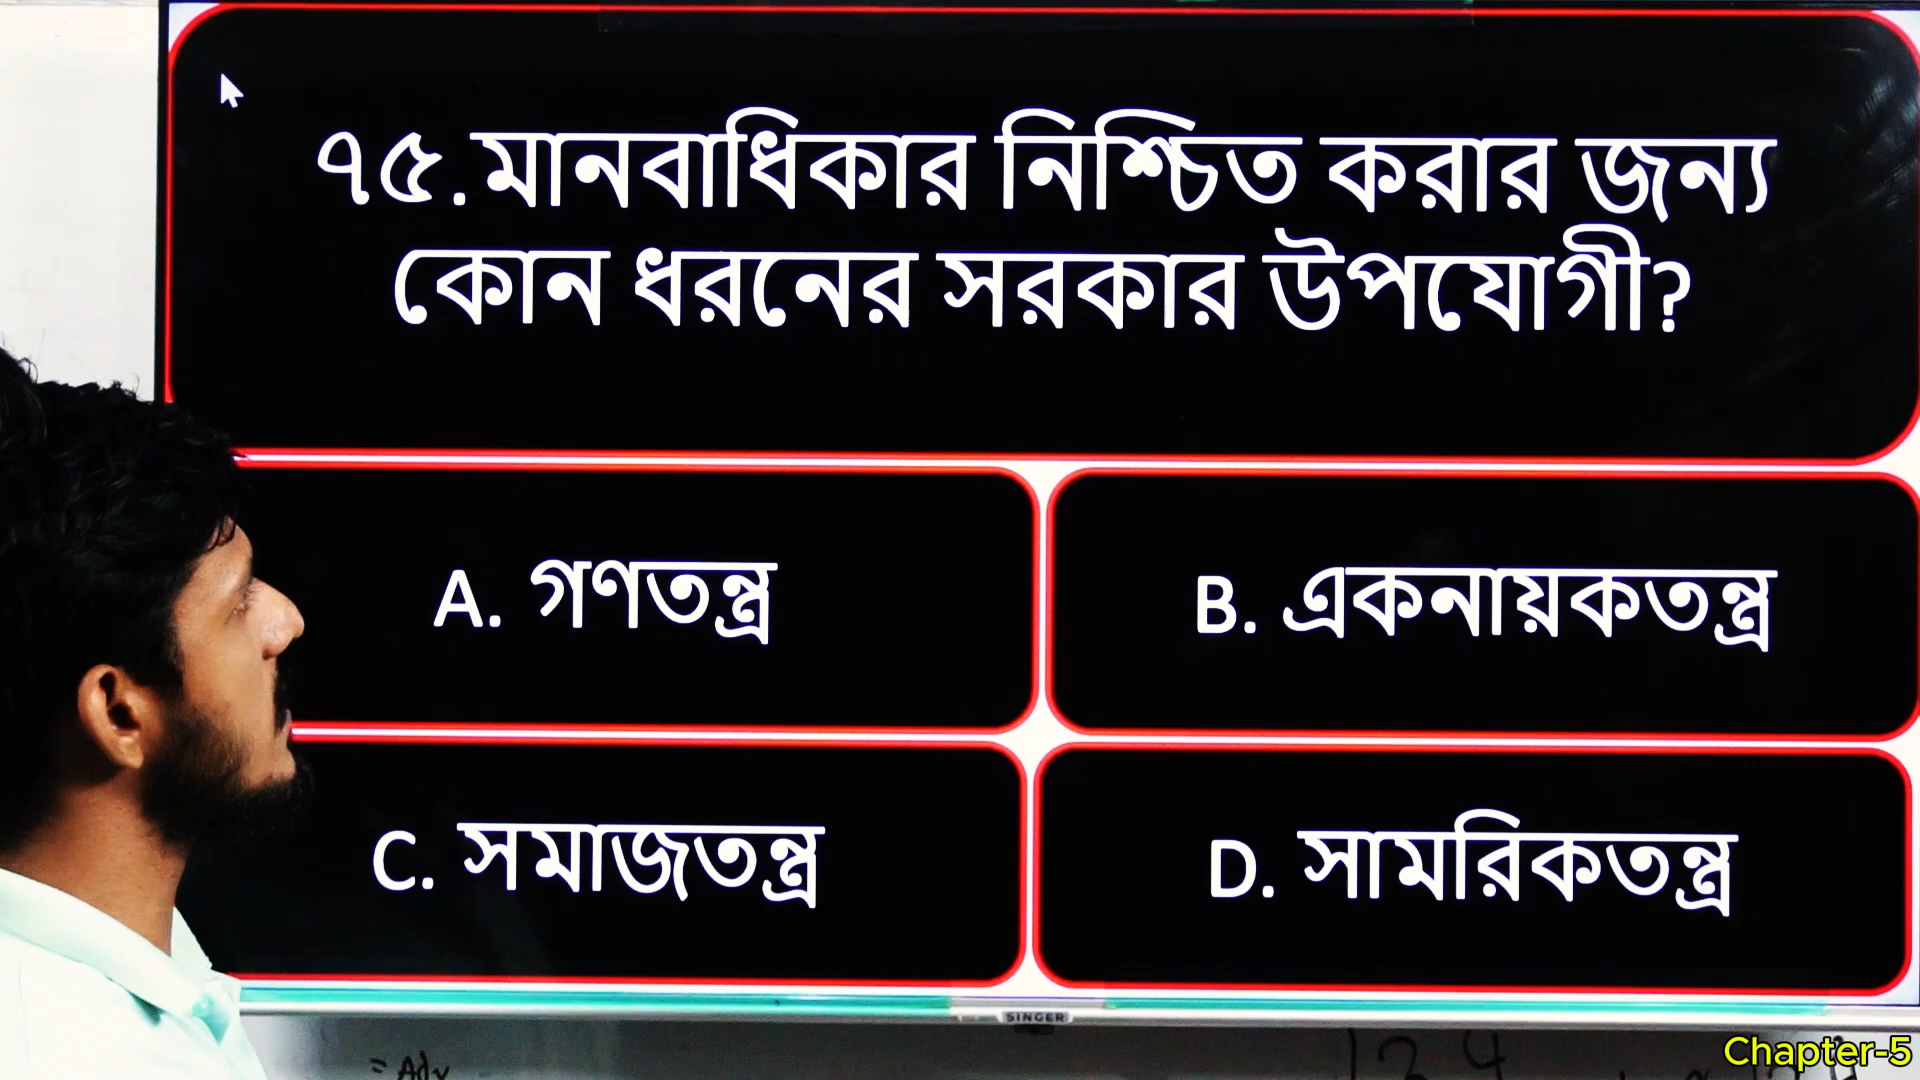 ৭৫.মানবাধিকার নিশ্চিত করার জন্য
কোন ধরনের সরকার উপযোগী?
A. গণতন্ত্র
B. একনায়কতন্ত্র
C. সমাজতন্ত্র
D. সামরিকতন্ত্র
SINGER
Chapter-5